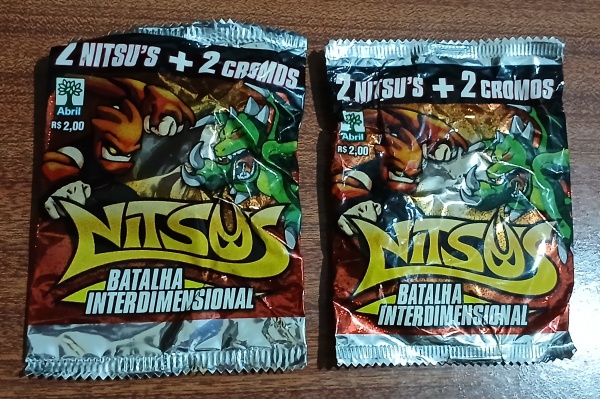 2 NITSU'S + 2 CROMOS
Abril
R$ 2,00
NITSUS
BATALHA
INTERDIMENSIONAL
2 NITSU'S + 2 CROMOS
Abril
R$ 2,00
NITSUS
BATALHA
INTERDIMENSIONAL